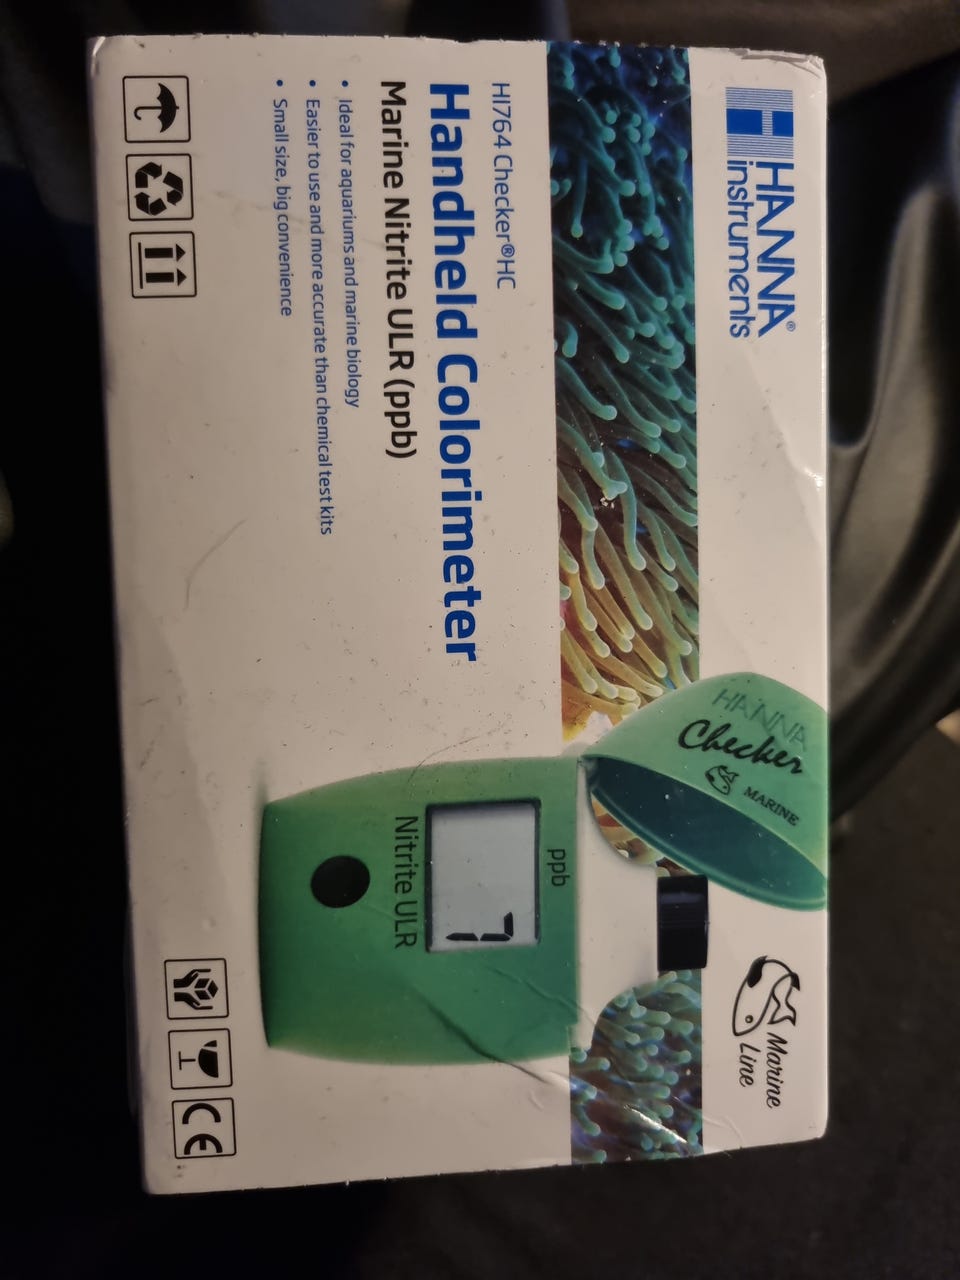 HANNA®
instruments
Marine
Line
HI764 Checker®HC
Handheld Colorimeter
Marine Nitrite ULR (ppb)
• Ideal for aquariums and marine biology
• Easier to use and more accurate than chemical test kits
• Small size, big convenience
HANNA
Checker
MARINE
ppb
7
Nitrite ULR
CE